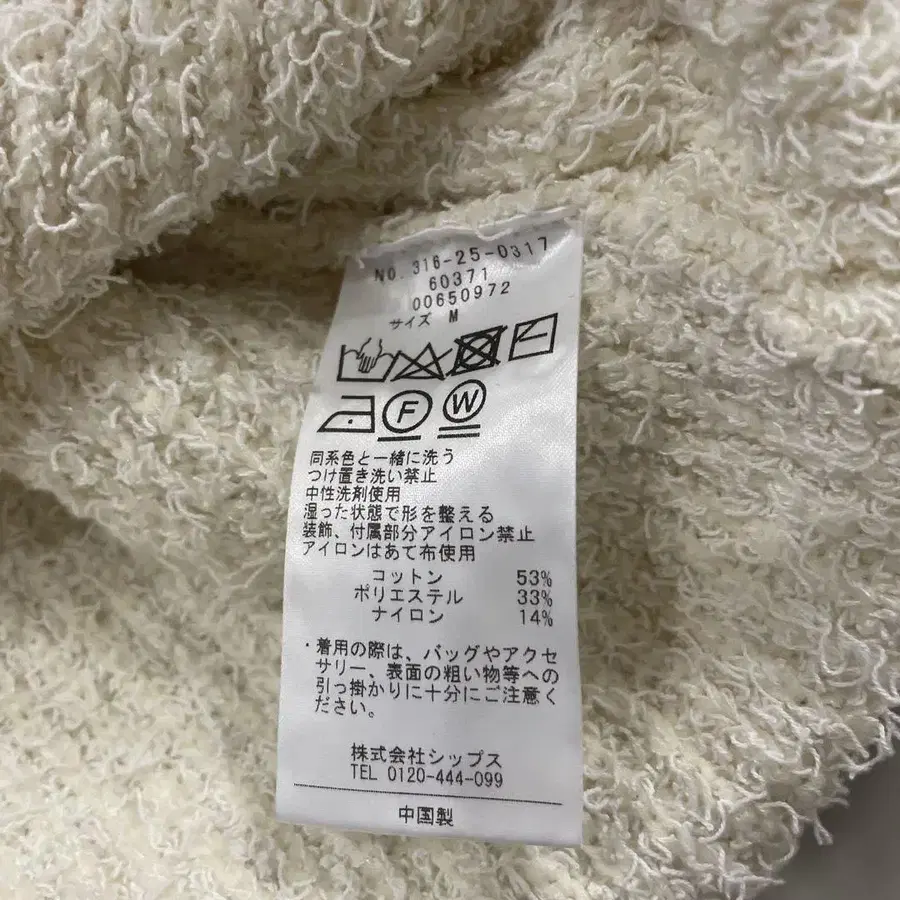 NO. 316-25-0317
60371
00650972
サイズ M
F W
同系色と一緒に洗う
つけ置き洗い禁止
中性洗剤使用
湿った状態で形を整える
装飾、付属部分アイロン禁止
アイロンはあて布使用
コットン 53%
ポリエステル 33%
ナイロン 14%
・着用の際は、バッグやアクセ
サリー、表面の粗い物等への
引っ掛かりに十分にご注意く
ださい。
株式会社シップス
TEL 0120-444-099
中国製